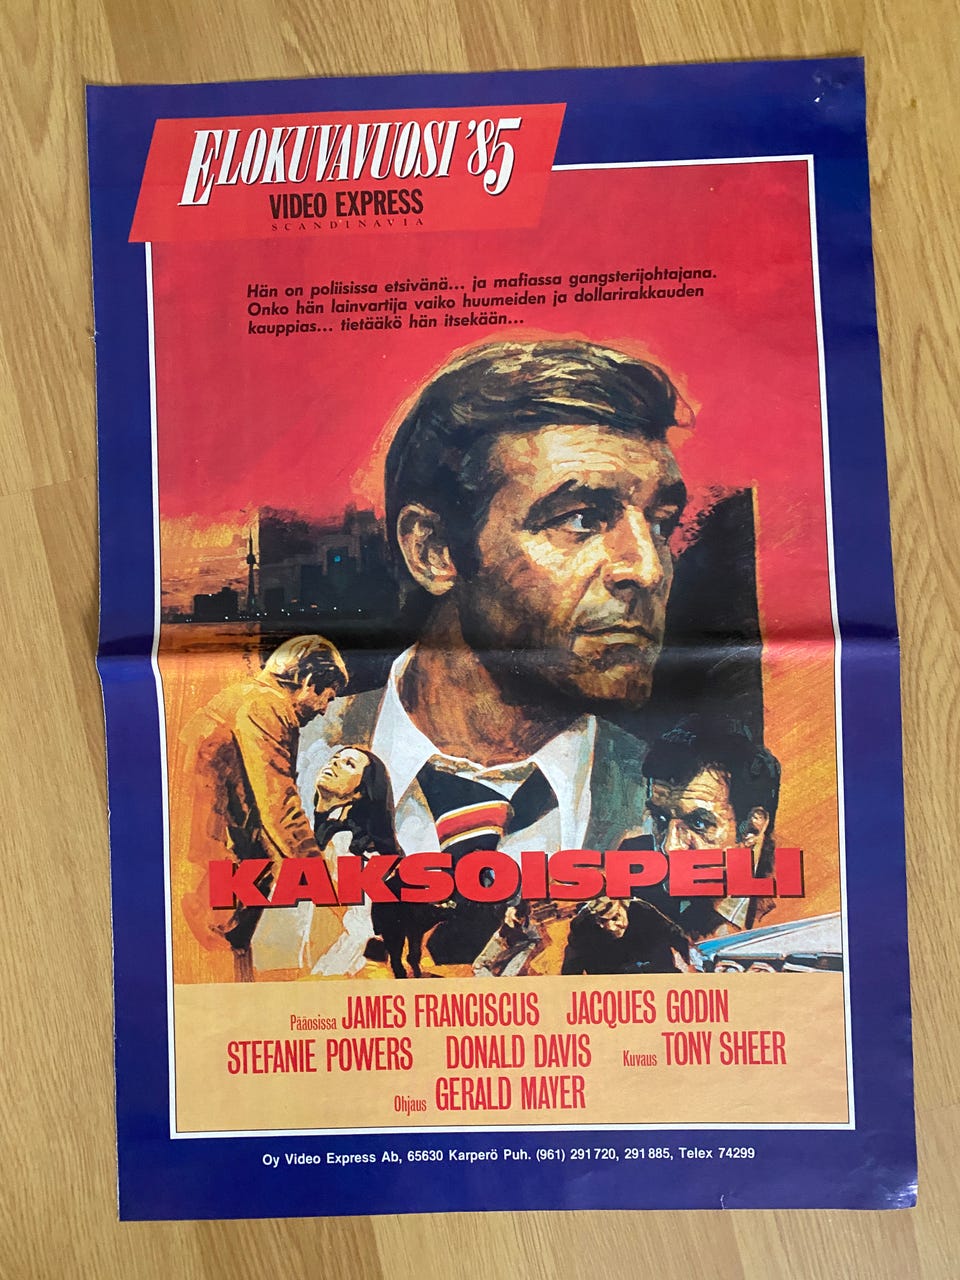 ELOKUVAVUOSI '85
VIDEO EXPRESS
SCANDINAVIA
Hän on poliisissa etsivänä... ja mafiassa gangsterijohtajana.
Onko hän lainvartija vaiko huumeiden ja dollarirakkauden
kauppias... tietääkö hän itsekään...
KAKSOISPELI
Pääosissa JAMES FRANCISCUS JACQUES GODIN
STEFANIE POWERS DONALD DAVIS Kuvaus TONY SHEER
Ohjaus GERALD MAYER
Oy Video Express Ab, 65630 Karperö Puh. (961) 291 720, 291 885, Telex 74299